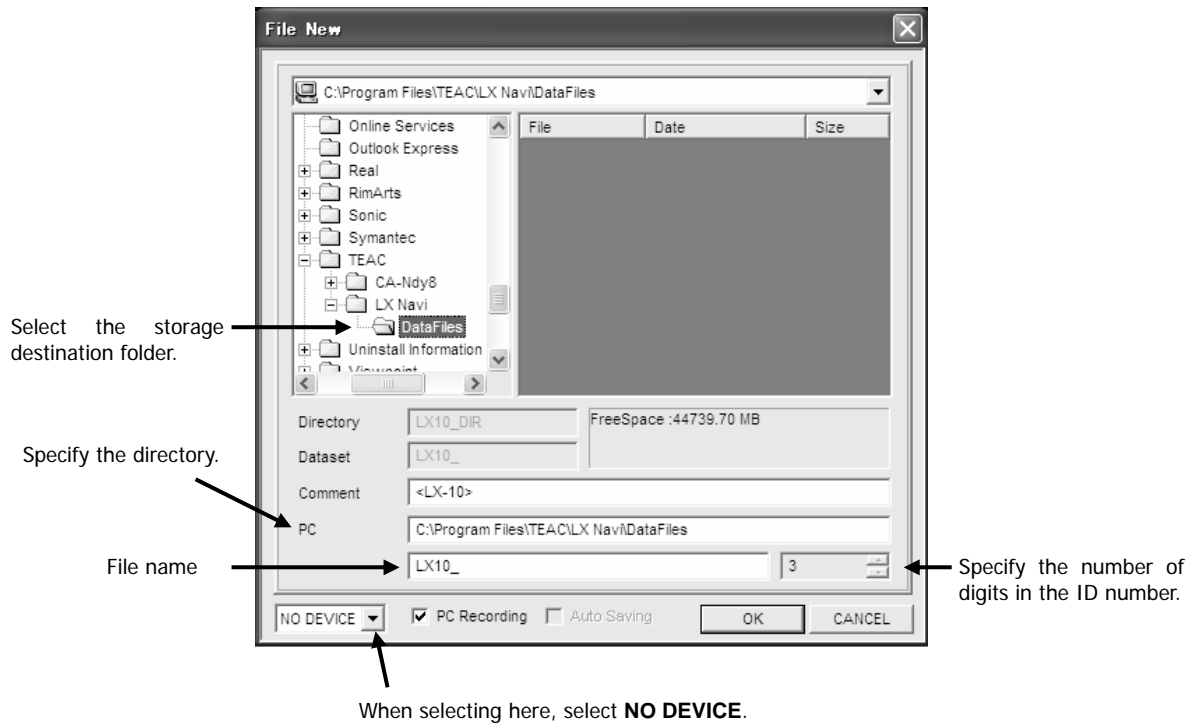 File New
C:\Program Files\TEAC\LX Navi\DataFiles
Online Services
Outlook Express
Real
RimArts
Sonic
Symantec
TEAC
CA-Ndy8
LX Navi
DataFiles
Uninstall Information
Viewpoint
File Date Size
Select the storage
destination folder.
Directory LX10_DIR
FreeSpace :44739.70 MB
Dataset LX10_
Specify the directory.
Comment <LX-10>
PC C:\Program Files\TEAC\LX Navi\DataFiles
File name
LX10_ 3
Specify the number of
digits in the ID number.
NO DEVICE PC Recording Auto Saving OK CANCEL
When selecting here, select NO DEVICE.